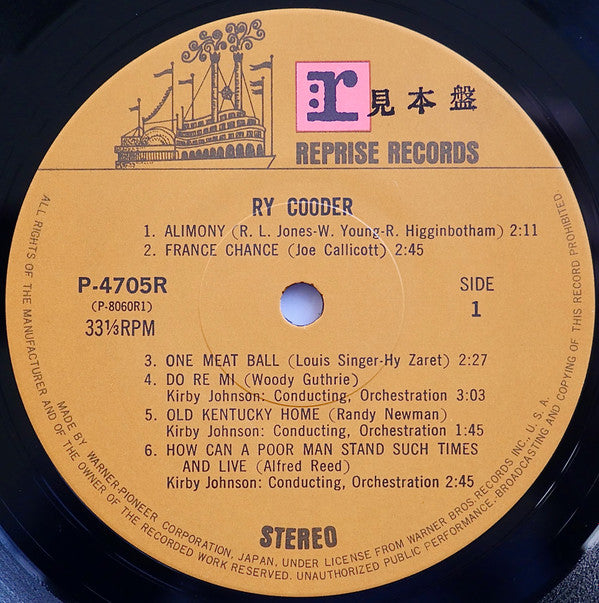 r 見本盤
REPRISE RECORDS
RY COODER
1. ALIMONY (R. L. Jones-W. Young-R. Higginbotham) 2:11
2. FRANCE CHANCE (Joe Callicott) 2:45
P-4705R
(P-8060R1)
33⅓RPM
SIDE
1
3. ONE MEAT BALL (Louis Singer-Hy Zaret) 2:27
4. DO RE MI (Woody Guthrie)
Kirby Johnson: Conducting, Orchestration 3:03
5. OLD KENTUCKY HOME (Randy Newman)
Kirby Johnson: Conducting, Orchestration 1:45
6. HOW CAN A POOR MAN STAND SUCH TIMES
AND LIVE (Alfred Reed)
Kirby Johnson: Conducting, Orchestration 2:45
STEREO
MADE BY WARNER-PIONEER CORPORATION, JAPAN, UNDER LICENSE FROM WARNER BROS. RECORDS INC., U. S. A.
ALL RIGHTS OF THE MANUFACTURER AND OF THE OWNER OF THE RECORDED WORK RESERVED. UNAUTHORIZED PUBLIC PERFORMANCE, BROADCASTING AND COPYING OF THIS RECORD PROHIBITED.